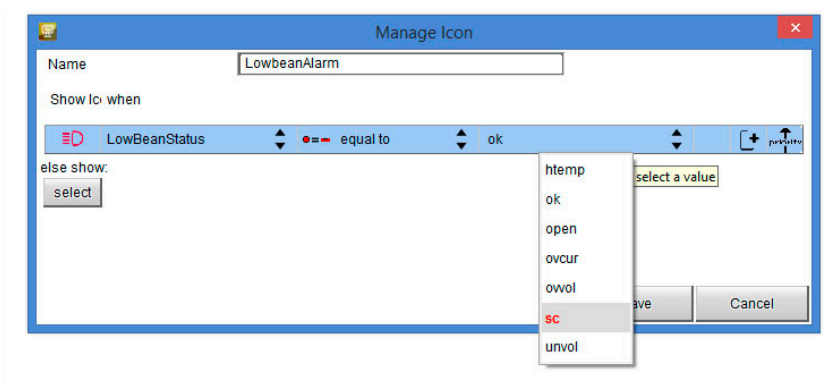 Manage Icon
Name LowbeanAlarm
Show Ic when
LowBeanStatus equal to ok priority
else show:
select
htemp
select a value
ok
open
ovcur
ovvol
sc
ave Cancel
unvol